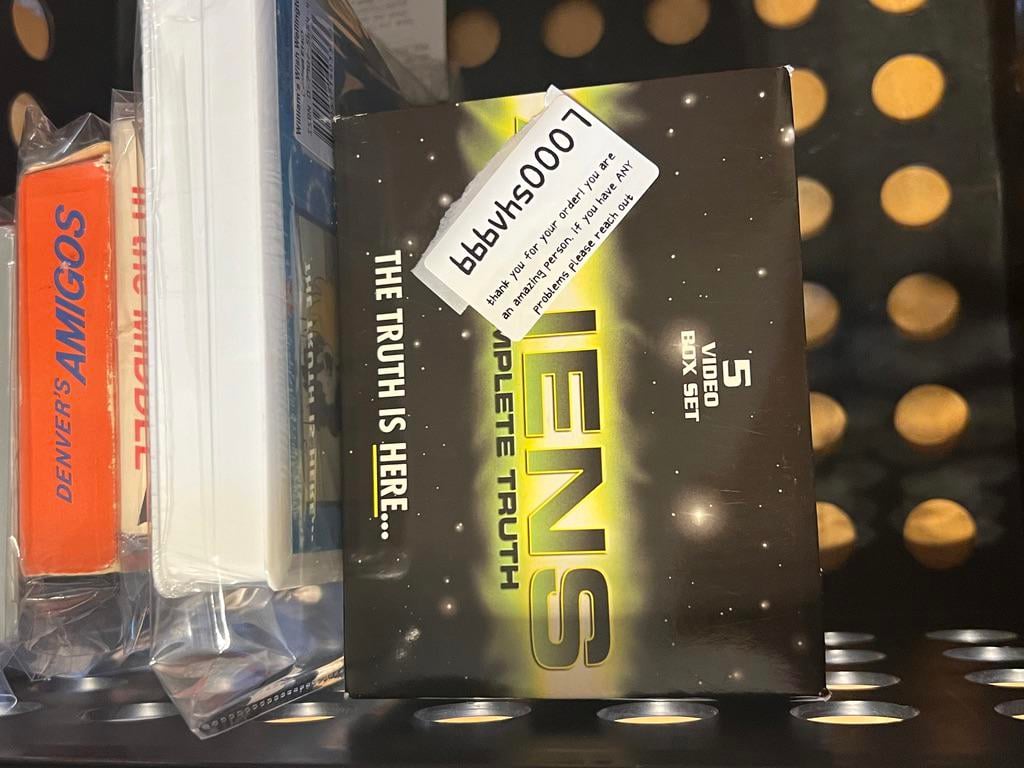 DENVER'S AMIGOS
in the MIDDLE
THE TRUTH IS HERE...
IENS
MPLETE TRUTH
5
VIDEO
BOX SET
bbbvhs0007
thank you for your order! you are
an amazing person. if you have ANY
problems please reach out